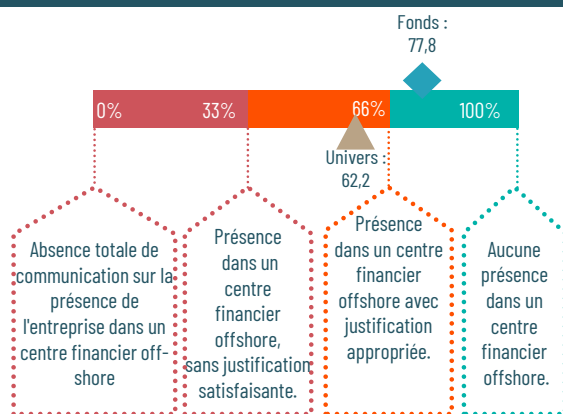 Fonds :
77,8
0%
33%
66%
100%
Univers :
62,2
Absence totale de
communication sur la
présence de
l'entreprise dans un
centre financier off-
shore
Présence
dans un
centre
financier
offshore,
sans justification
satisfaisante.
Présence
dans un centre
financier
offshore avec
justification
appropriée.
Aucune
présence
dans un
centre
financier
offshore.